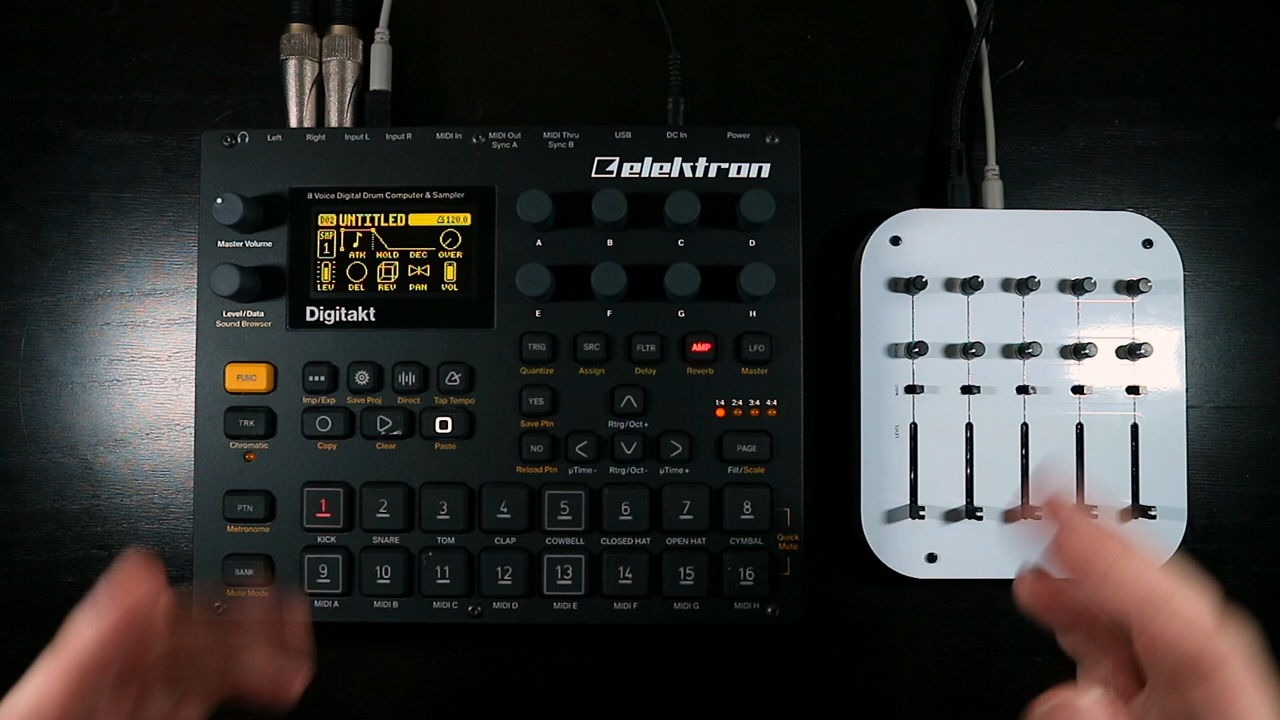 Left Right Input L Input R MIDI In MIDI Out MIDI Thru USB DC In Power
Sync A Sync B
elektron
8 Voice Digital Drum Computer & Sampler
D02 UNTITLED 120.0
SMP ATK HOLD DEC OVER
1
LEV DEL REV PAN VOL
Digitakt
Master Volume
Level/Data
Sound Browser
A B C D
E F G H
TRIG SRC FLTR AMP LFO
Quantize Assign Delay Reverb Master
FUNC
Imp/Exp Save Proj Direct Tap Tempo
YES
Save Ptn Rtrg/Oct+
1:4 2:4 3:4 4:4
TRK
Chromatic
Copy Clear Paste
NO PAGE
Reload Ptn µTime- Rtrg/Oct- µTime+ Fill/Scale
PTN
Metronome
1 2 3 4 5 6 7 8
KICK SNARE TOM CLAP COWBELL CLOSED HAT OPEN HAT CYMBAL
Quick
Mute
BANK
Mute Mode
9 10 11 12 13 14 15 16
MIDI A MIDI B MIDI C MIDI D MIDI E MIDI F MIDI G MIDI H
LEVEL